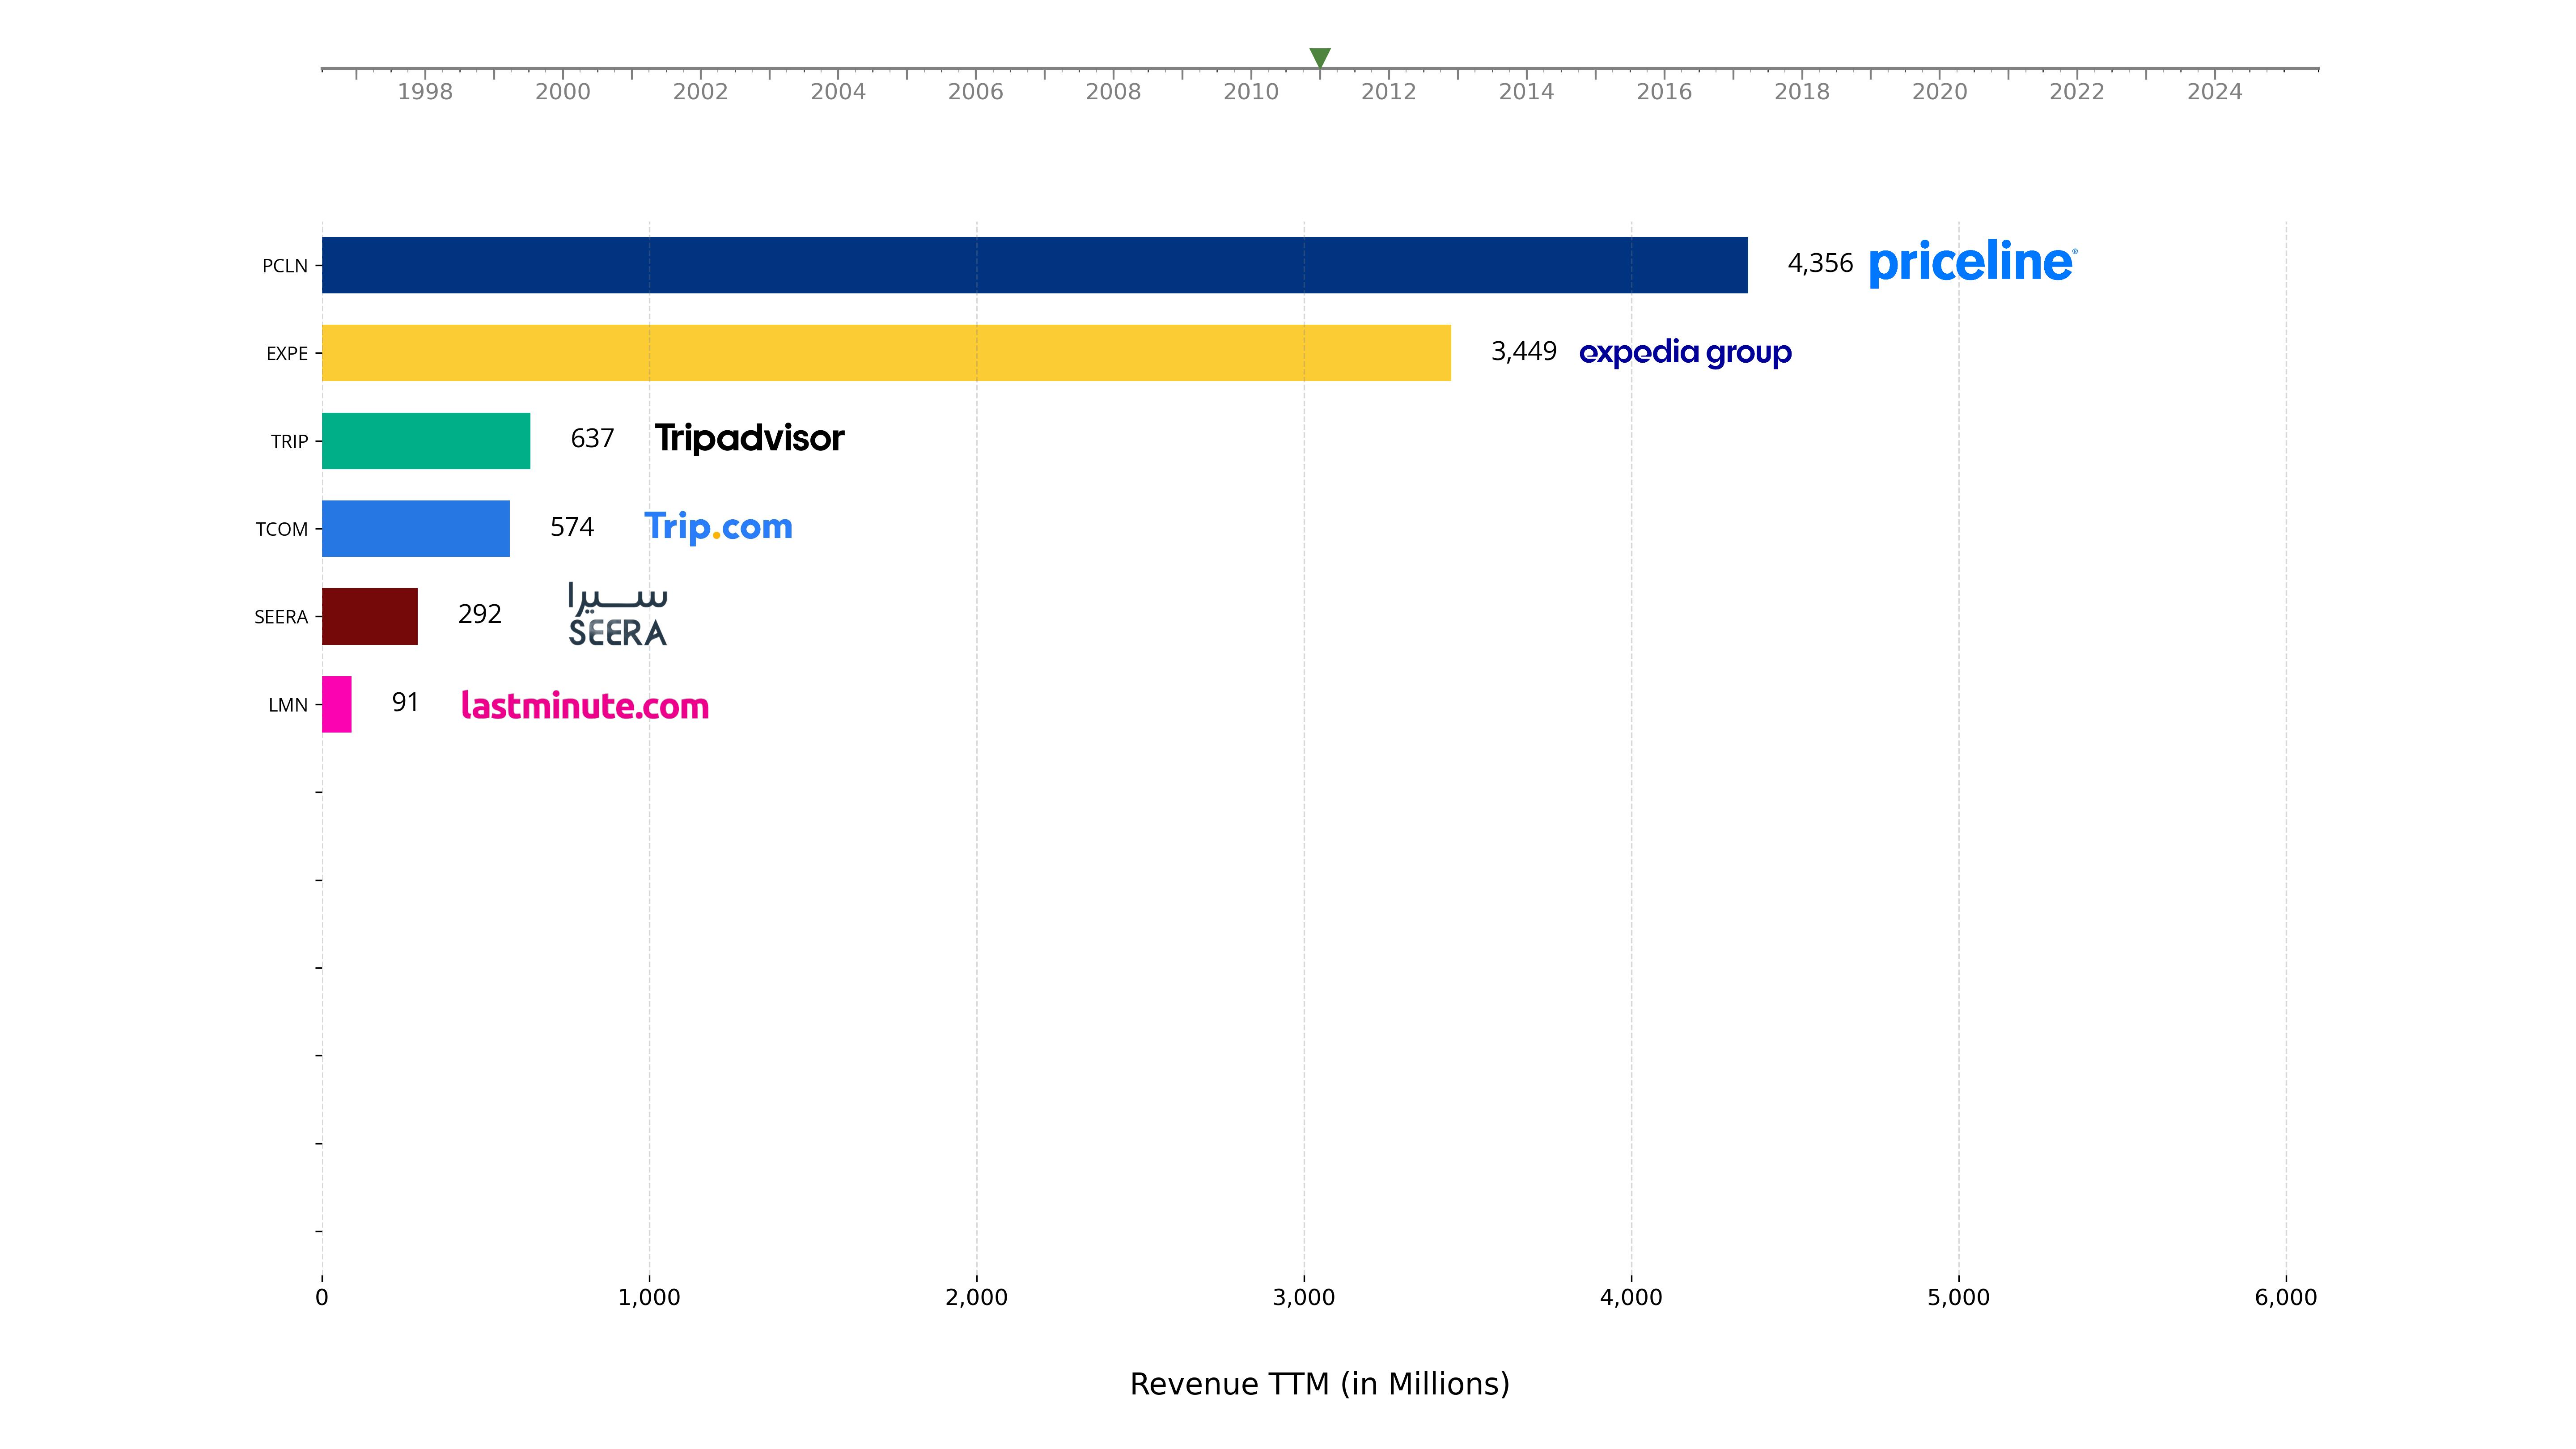 1998 2000 2002 2004 2006 2008 2010 2012 2014 2016 2018 2020 2022 2024
PCLN 4,356 priceline®
EXPE 3,449 expedia group
TRIP 637 Tripadvisor
TCOM 574 Trip.com
سيرا
SEERA 292 SEERA
LMN 91 lastminute.com
0 1,000 2,000 3,000 4,000 5,000 6,000
Revenue TTM (in Millions)